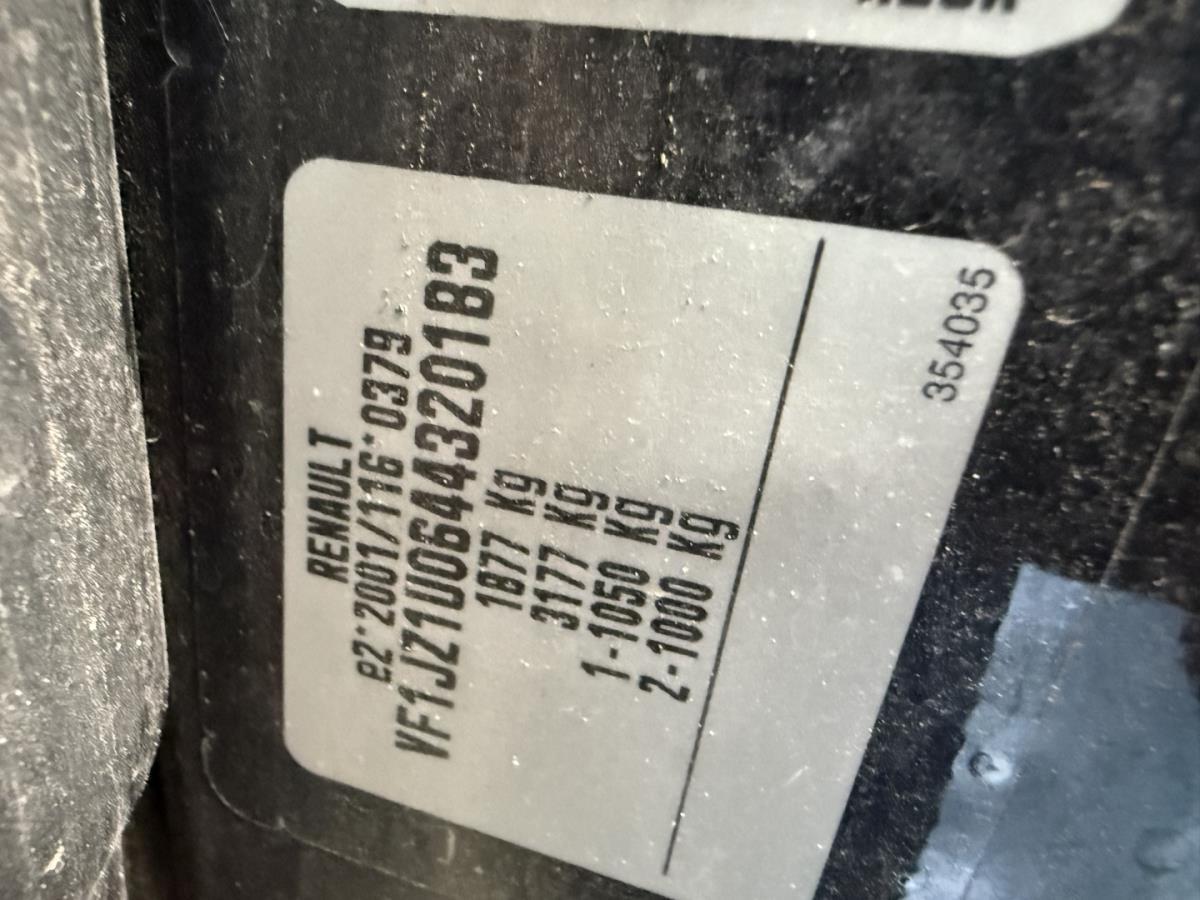 RENAULT
e2*2001/116*0379
VF1JZ1U0644320183
1877 Kg
3177 Kg
1-1050 Kg
2-1000 Kg
354035